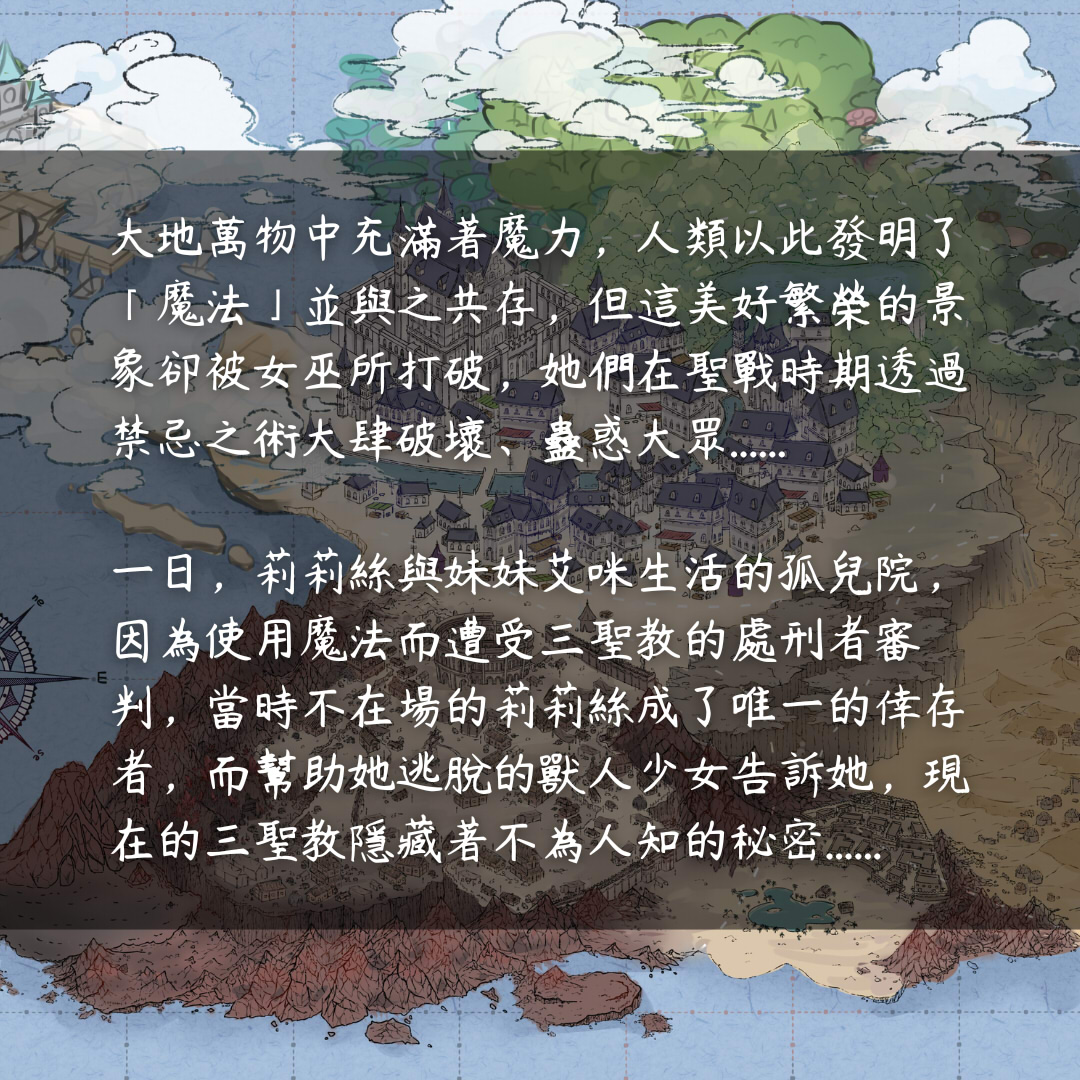 大地萬物中充滿著魔力，人類以此發明了
「魔法」並與之共存，但這美好繁榮的景
象卻被女巫所打破，她們在聖戰時期透過
禁忌之術大肆破壞、蠱惑大眾......
一日，莉莉絲與妹妹艾咪生活的孤兒院，
因為使用魔法而遭受三聖教的處刑者審
判，當時不在場的莉莉絲成了唯一的倖存
者，而幫助她逃脫的獸人少女告訴她，現
在的三聖教隱藏著不為人知的秘密......
ne
E
s